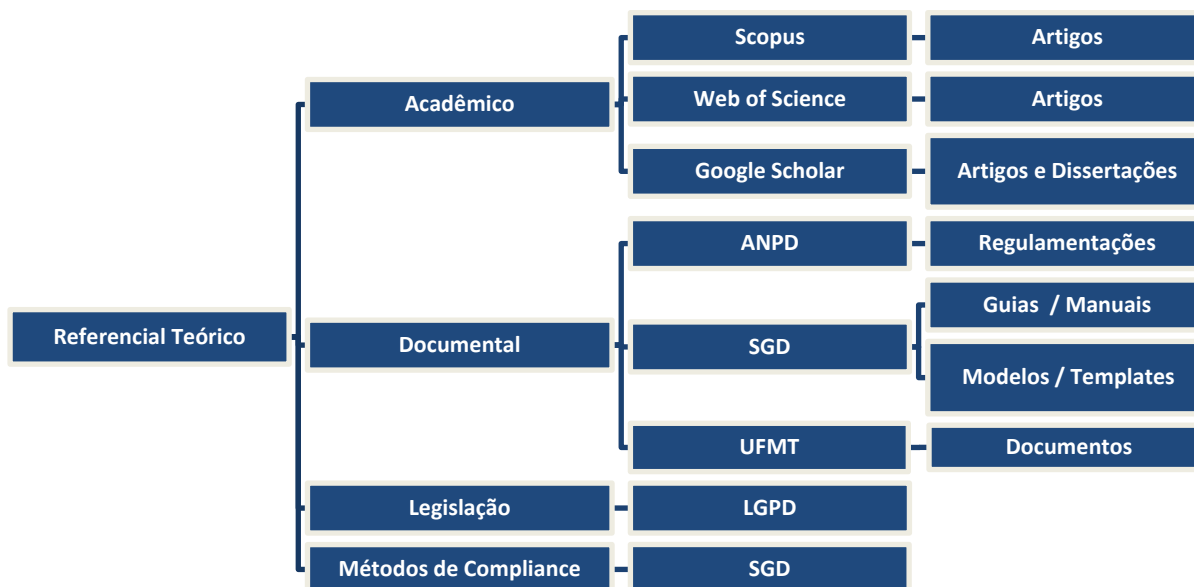 Referencial Teórico
Acadêmico
Scopus
Artigos
Web of Science
Artigos
Google Scholar
Artigos e Dissertações
Documental
ANPD
Regulamentações
SGD
Guias / Manuais
Modelos / Templates
UFMT
Documentos
Legislação
LGPD
Métodos de Compliance
SGD